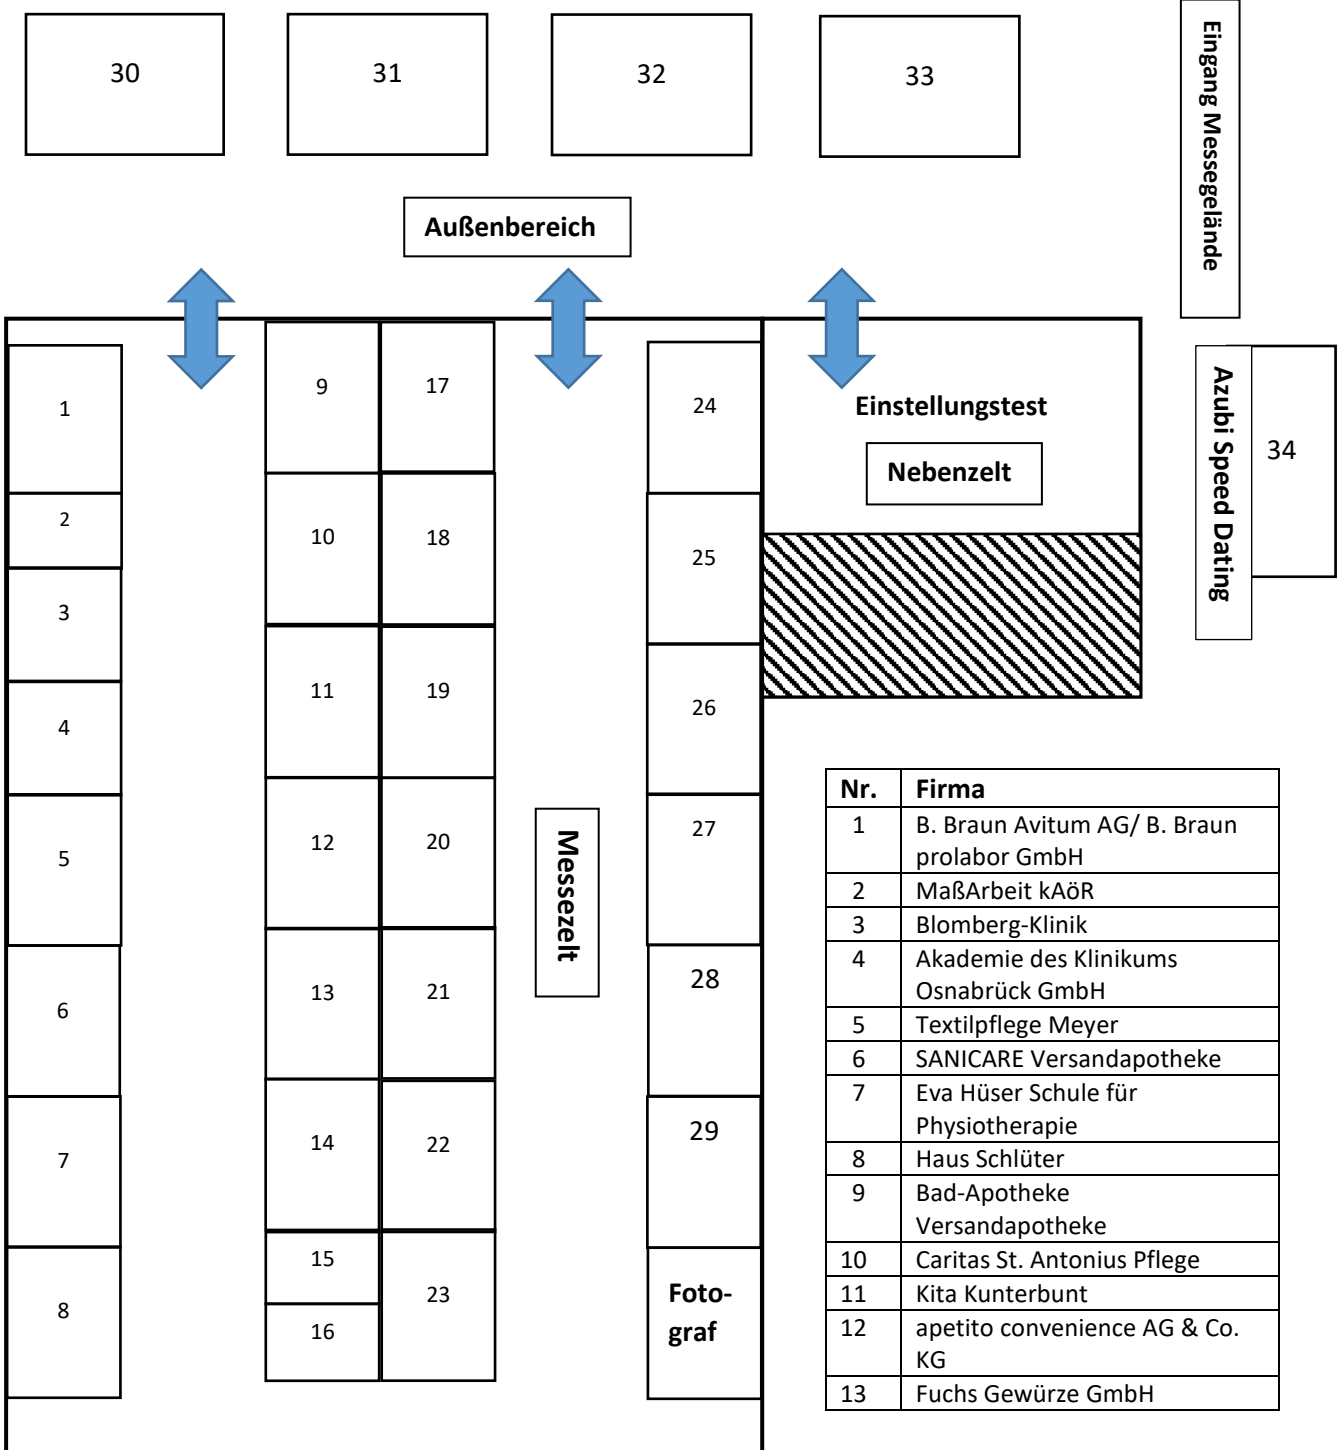 30
31
32
33
Eingang Messegelände
Außenbereich
1
2
3
4
5
6
7
8
9
10
11
12
13
14
15
16
17
18
19
20
21
22
23
Messezelt
24
25
26
27
28
29
Foto-
graf
Einstellungstest
Nebenzelt
Azubi Speed Dating
34
Nr. Firma
1 B. Braun Avitum AG/ B. Braun
prolabor GmbH
2 MaßArbeit kAöR
3 Blomberg-Klinik
4 Akademie des Klinikums
Osnabrück GmbH
5 Textilpflege Meyer
6 SANICARE Versandapotheke
7 Eva Hüser Schule für
Physiotherapie
8 Haus Schlüter
9 Bad-Apotheke
Versandapotheke
10 Caritas St. Antonius Pflege
11 Kita Kunterbunt
12 apetito convenience AG & Co.
KG
13 Fuchs Gewürze GmbH